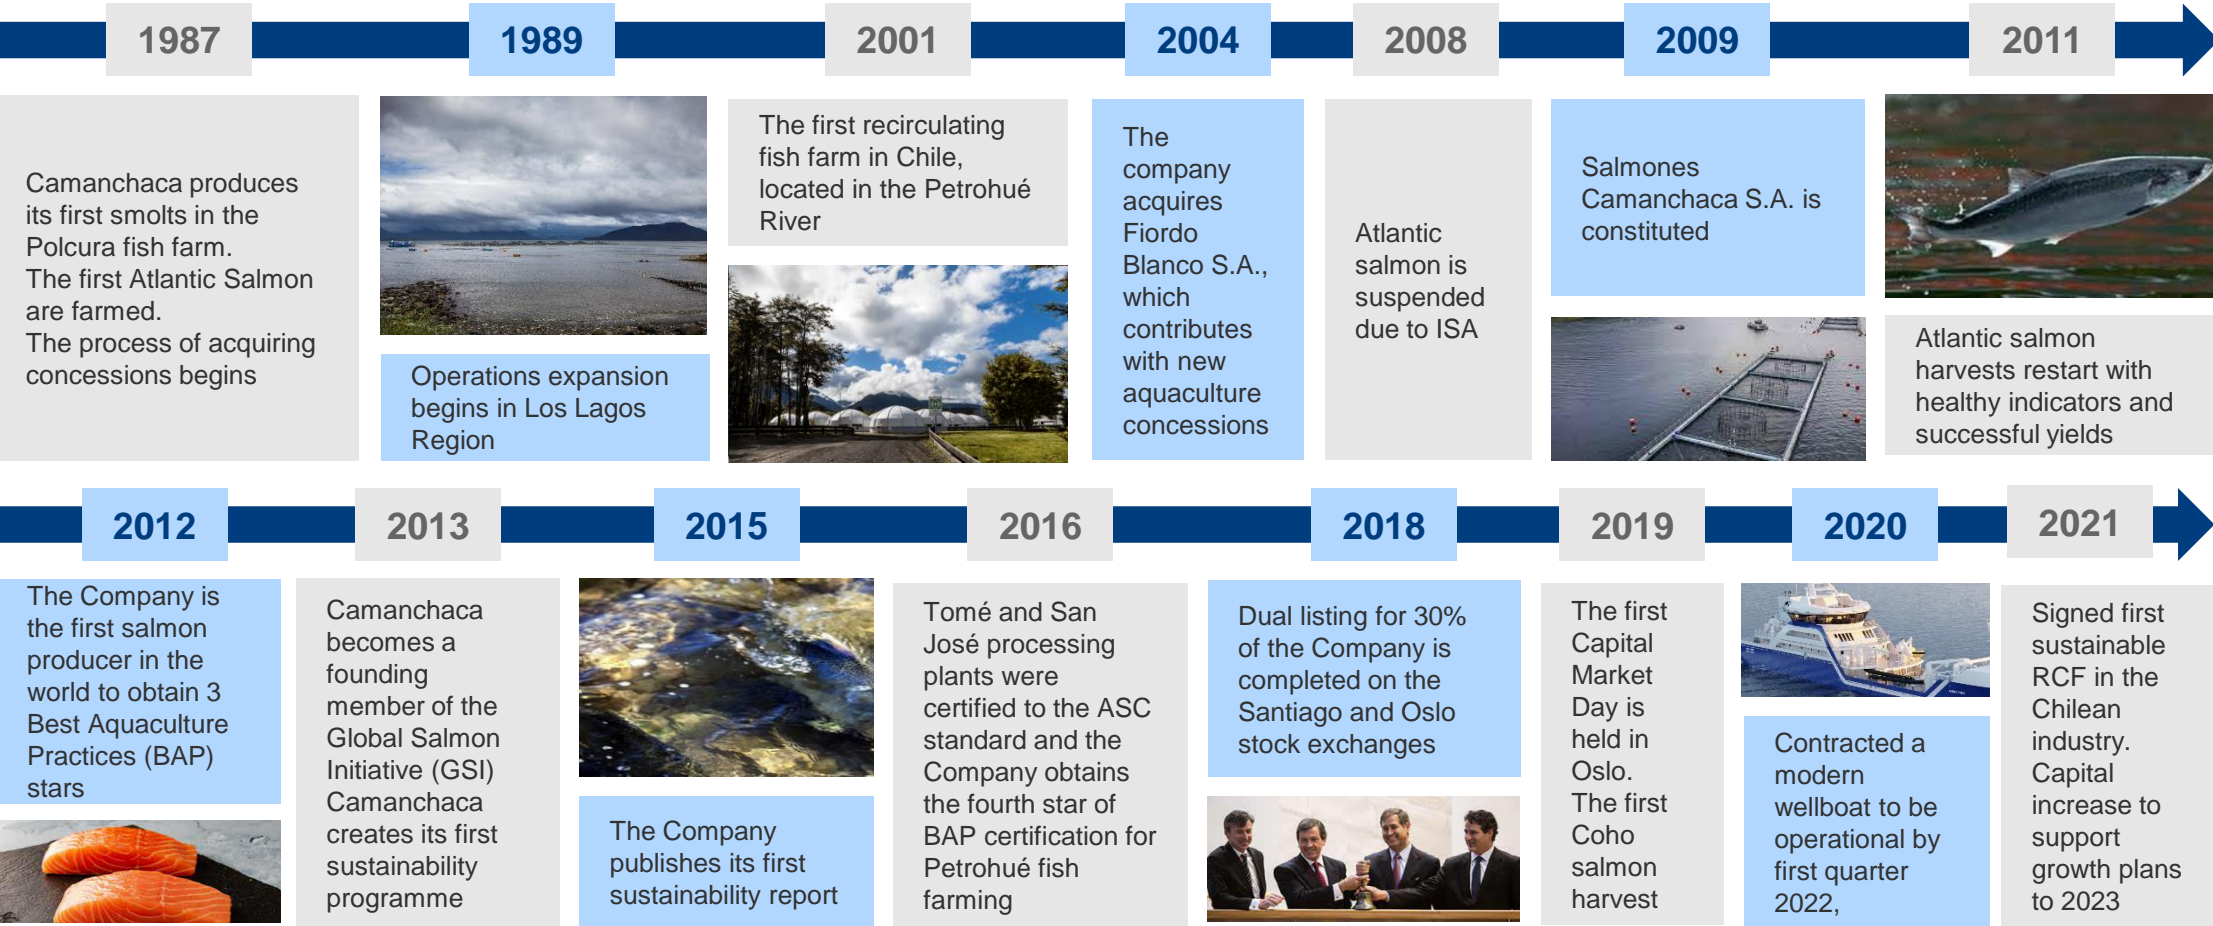 1987
1989
2001
2004
2008
2009
2011
Camanchaca produces
its first smolts in the
Polcura fish farm.
The first Atlantic Salmon
are farmed.
The process of acquiring
concessions begins
Operations expansion
begins in Los Lagos
Region
The first recirculating
fish farm in Chile,
located in the Petrohué
River
The
company
acquires
Fiordo
Blanco S.A.,
which
contributes
with new
aquaculture
concessions
Atlantic
salmon is
suspended
due to ISA
Salmones
Camanchaca S.A. is
constituted
Atlantic salmon
harvests restart with
healthy indicators and
successful yields
2012
2013
2015
2016
2018
2019
2020
2021
The Company is
the first salmon
producer in the
world to obtain 3
Best Aquaculture
Practices (BAP)
stars
Camanchaca
becomes a
founding
member of the
Global Salmon
Initiative (GSI)
Camanchaca
creates its first
sustainability
programme
The Company
publishes its first
sustainability report
Tomé and San
José processing
plants were
certified to the ASC
standard and the
Company obtains
the fourth star of
BAP certification for
Petrohué fish
farming
Dual listing for 30%
of the Company is
completed on the
Santiago and Oslo
stock exchanges
The first
Capital
Market
Day is
held in
Oslo.
The first
Coho
salmon
harvest
Contracted a
modern
wellboat to be
operational by
first quarter
2022,
Signed first
sustainable
RCF in the
Chilean
industry.
Capital
increase to
support
growth plans
to 2023